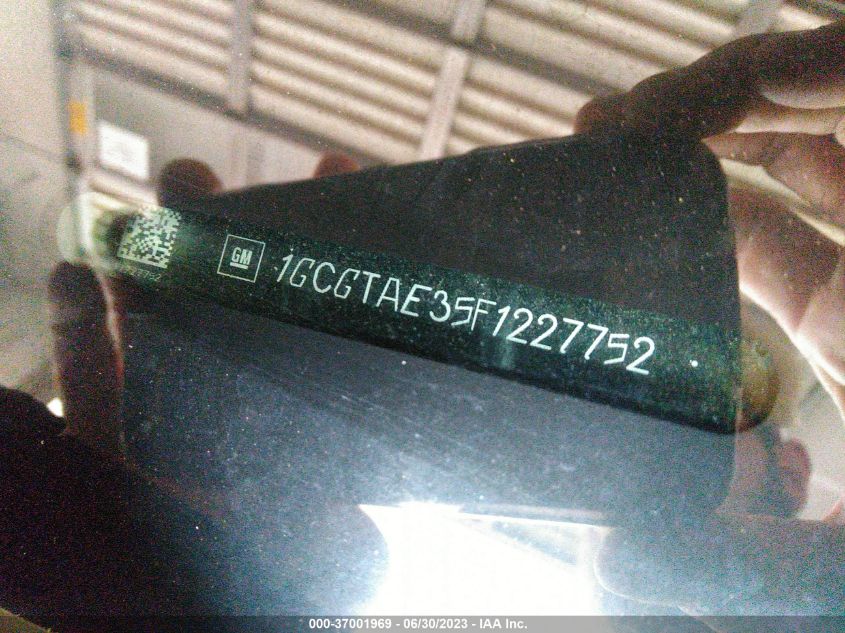 GM 1GCGTAE35F1227752
000-37001969 - 06/30/2023 - IAA Inc.